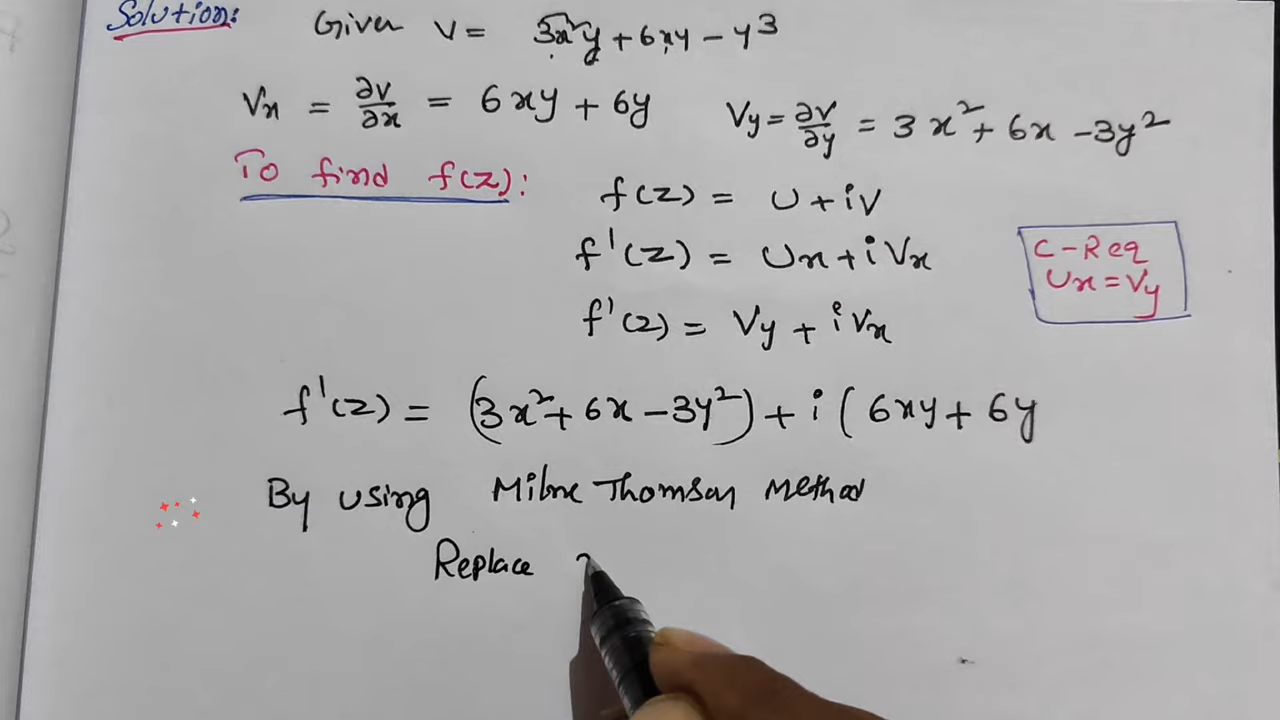 Solution:
Given V = 3x²y + 6xy - y³
Vx = ∂V/∂x = 6xy + 6y Vy = ∂V/∂y = 3x² + 6x - 3y²
To find f(z):
f(z) = U + iV
f'(z) = Ux + iVx
C-Req
Ux = Vy
f'(z) = Vy + iVx
f'(z) = (3x² + 6x - 3y²) + i(6xy + 6y
By using Milne Thomson Method
Replace